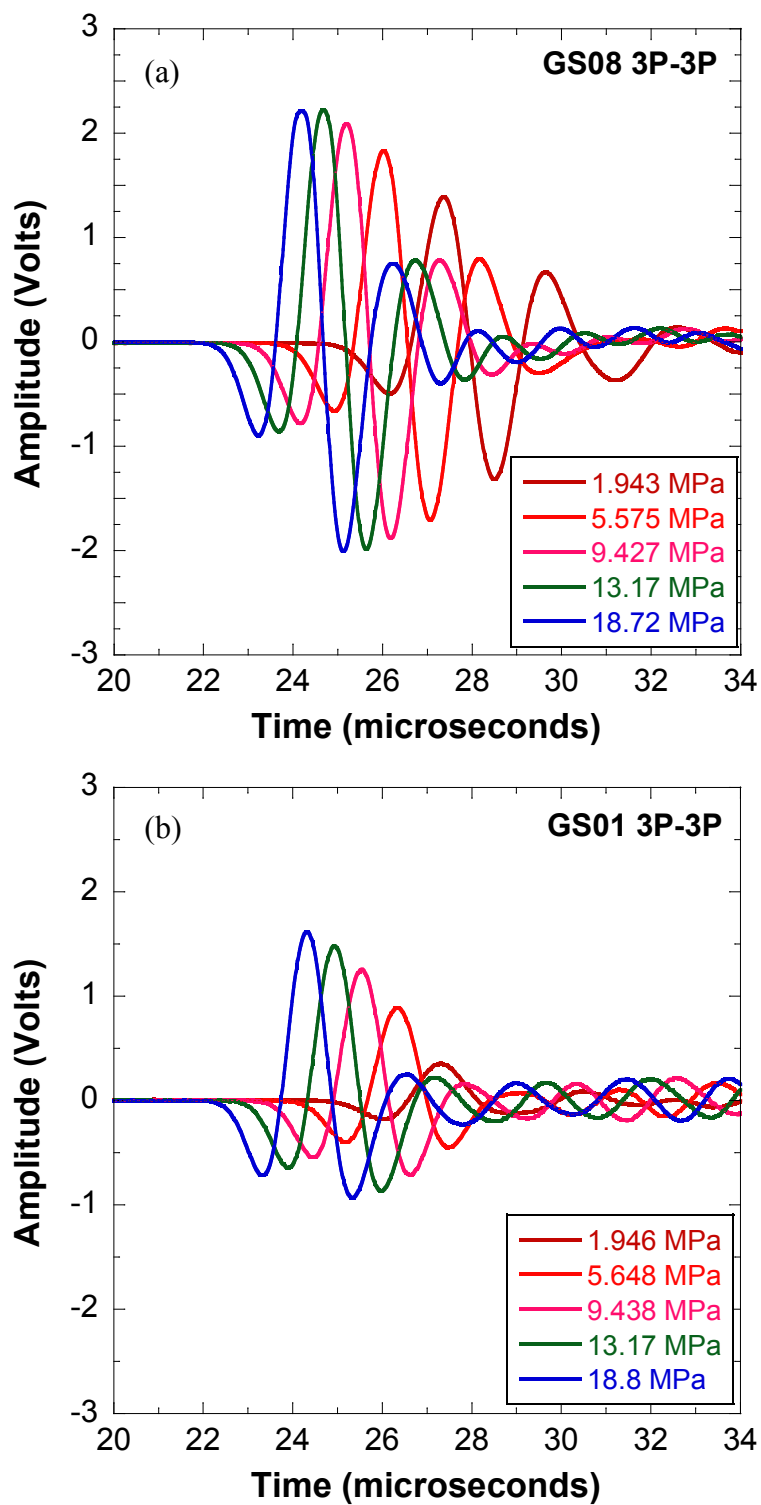 3
(a)
GS08 3P-3P
2
1
0
-1
-2
-3
Amplitude (Volts)
1.943 MPa
5.575 MPa
9.427 MPa
13.17 MPa
18.72 MPa
20 22 24 26 28 30 32 34
Time (microseconds)
3
(b)
GS01 3P-3P
2
1
0
-1
-2
-3
Amplitude (Volts)
1.946 MPa
5.648 MPa
9.438 MPa
13.17 MPa
18.8 MPa
20 22 24 26 28 30 32 34
Time (microseconds)